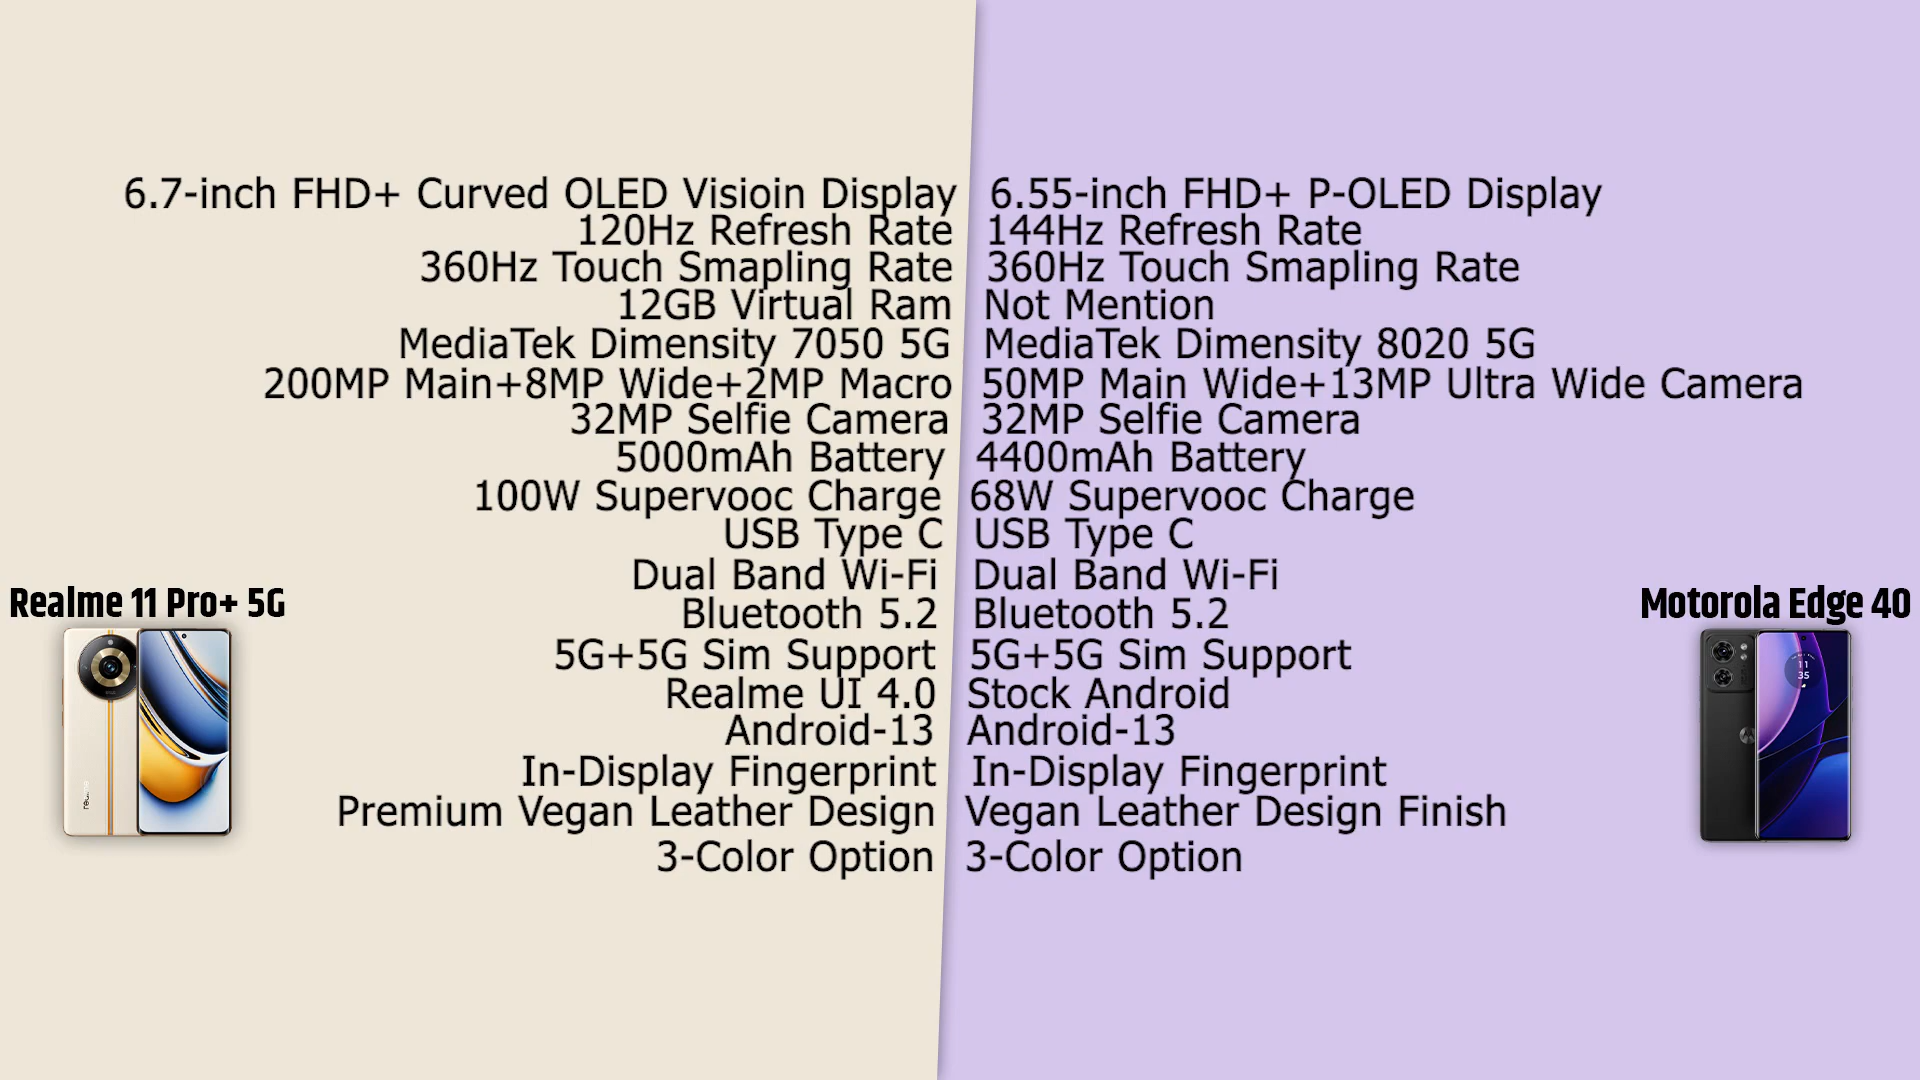 6.7-inch FHD+ Curved OLED Visioin Display
120Hz Refresh Rate
360Hz Touch Smapling Rate
12GB Virtual Ram
MediaTek Dimensity 7050 5G
200MP Main+8MP Wide+2MP Macro
32MP Selfie Camera
5000mAh Battery
100W Supervooc Charge
USB Type C
Dual Band Wi-Fi
Bluetooth 5.2
5G+5G Sim Support
Realme UI 4.0
Android-13
In-Display Fingerprint
Premium Vegan Leather Design
3-Color Option
Realme 11 Pro+ 5G
realme
6.55-inch FHD+ P-OLED Display
144Hz Refresh Rate
360Hz Touch Smapling Rate
Not Mention
MediaTek Dimensity 8020 5G
50MP Main Wide+13MP Ultra Wide Camera
32MP Selfie Camera
4400mAh Battery
68W Supervooc Charge
USB Type C
Dual Band Wi-Fi
Bluetooth 5.2
5G+5G Sim Support
Stock Android
Android-13
In-Display Fingerprint
Vegan Leather Design Finish
3-Color Option
Motorola Edge 40
11
35